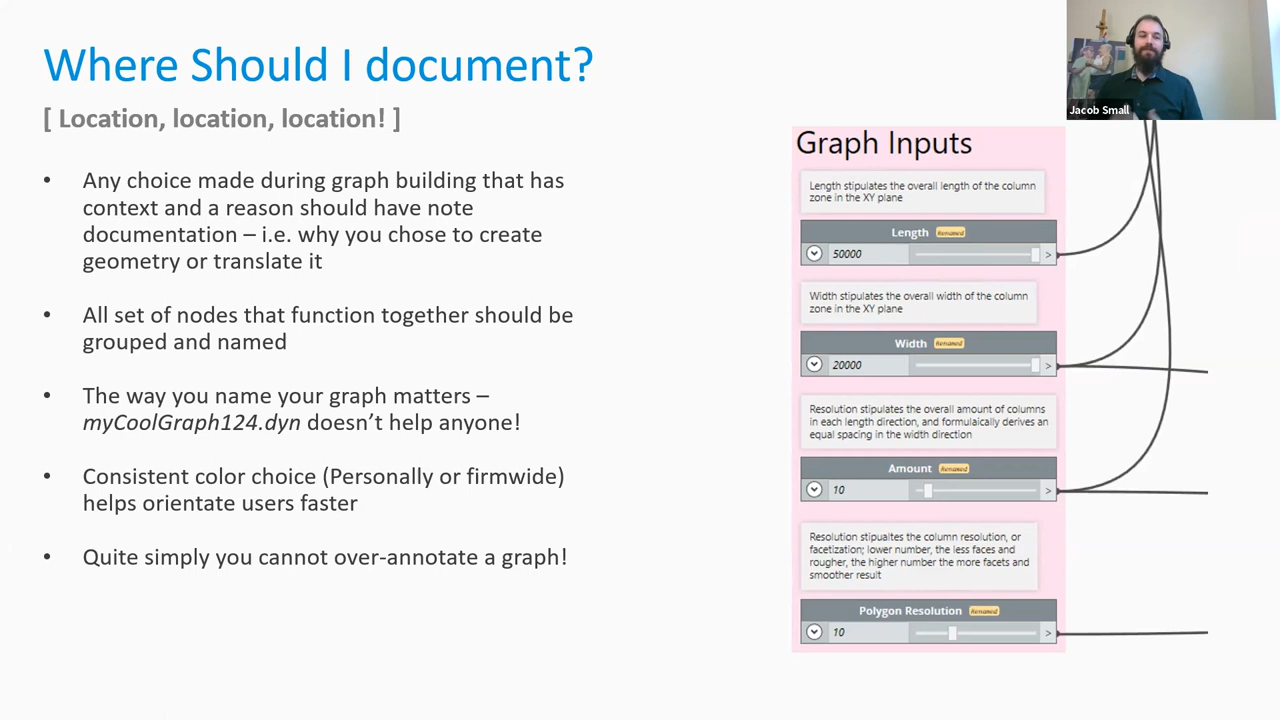 Where Should I document?
[ Location, location, location! ]
• Any choice made during graph building that has
context and a reason should have note
documentation – i.e. why you chose to create
geometry or translate it
• All set of nodes that function together should be
grouped and named
• The way you name your graph matters –
myCoolGraph124.dyn doesn’t help anyone!
• Consistent color choice (Personally or firmwide)
helps orientate users faster
• Quite simply you cannot over-annotate a graph!
Jacob Small
Graph Inputs
Length stipulates the overall length of the column
zone in the XY plane
Length Renamed
50000 >
Width stipulates the overall width of the column
zone in the XY plane
Width Renamed
20000 >
Resolution stipulates the overall amount of columns
in each length direction, and formulaically derives an
equal spacing in the width direction
Amount Renamed
10 >
Resolution stipualtes the column resolution, or
facetization; lower number, the less faces and
rougher, the higher number the more facets and
smoother result
Polygon Resolution Renamed
10 >